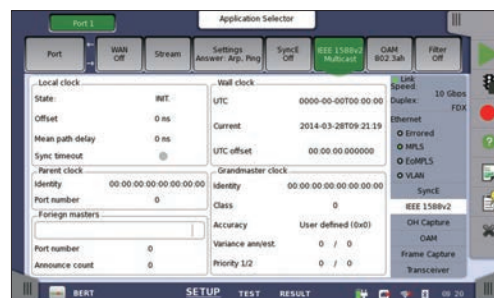 Port 1
Application Selector
Port
WAN Off
Stream
Settings Answer: Arp, Ping
SyncE Off
IEEE 1588v2 Multicast
OAM 802.3ah
Filter Off
Local clock
State: INIT.
Offset 0 ns
Mean path delay 0 ns
Sync timeout
Parent clock
Identity 00:00:00:00:00:00:00:00
Port number 0
Foriegn masters
Port number 0
Announce count 0
Wall clock
UTC 0000-00-00T00:00:00
Current 2014-03-28T09:21:19
UTC offset 00:00:00.000000
Grandmaster clock
Identity 00:00:00:00:00:00:00:00
Class 0
Accuracy User defined (0x0)
Variance ann/est. 0 / 0
Priority 1/2 0 / 0
Link
Speed: 10 Gbps
Duplex: FDX
Ethernet
Errored
MPLS
EoMPLS
VLAN
SyncE
IEEE 1588v2
OH Capture
OAM
Frame Capture
Transceiver
BERT
SETUP
TEST
RESULT
08:20